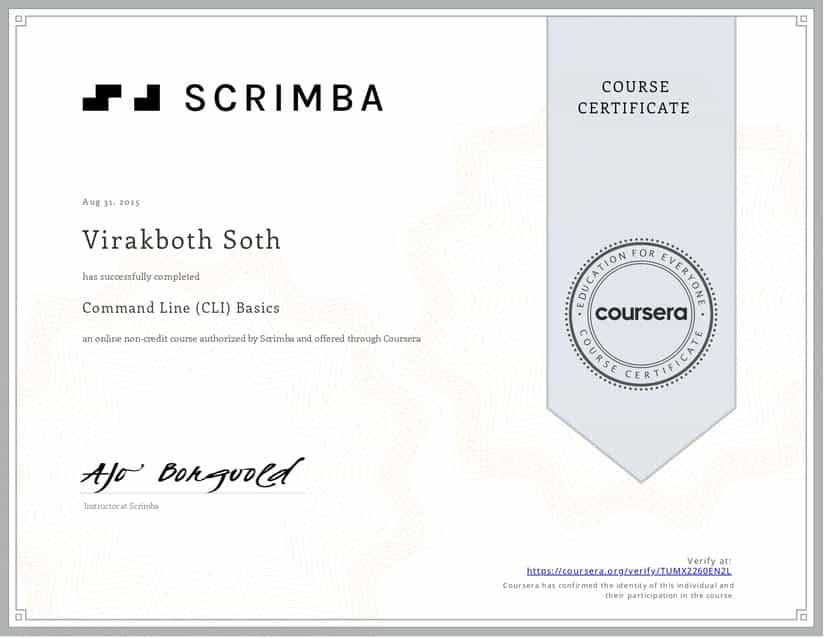 SCRIMBA
COURSE
CERTIFICATE
Aug 31, 2025
Virakboth Soth
has successfully completed
Command Line (CLI) Basics
an online non-credit course authorized by Scrimba and offered through Coursera
EDUCATION FOR EVERYONE
coursera
COURSE CERTIFICATE
Instructor at Scrimba
Verify at:
https://coursera.org/verify/TUMX2260EN2L
Coursera has confirmed the identity of this individual and
their participation in the course.